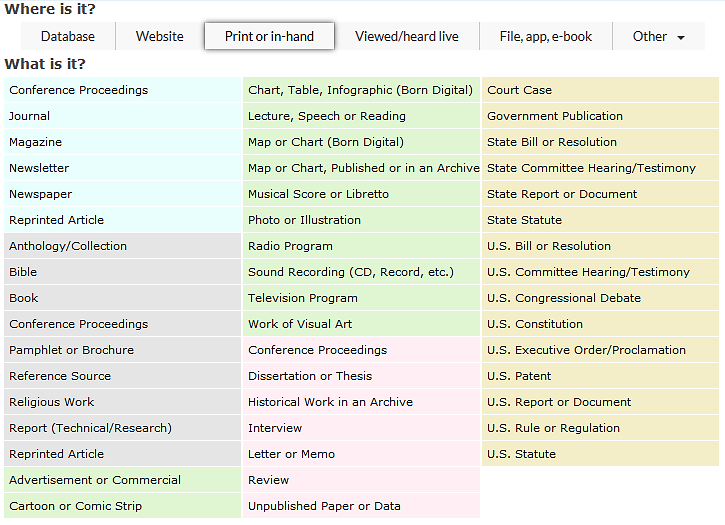 Where is it?
Database Website Print or in-hand Viewed/heard live File, app, e-book Other
What is it?
Conference Proceedings
Journal
Magazine
Newsletter
Newspaper
Reprinted Article
Anthology/Collection
Bible
Book
Conference Proceedings
Pamphlet or Brochure
Reference Source
Religious Work
Report (Technical/Research)
Reprinted Article
Advertisement or Commercial
Cartoon or Comic Strip
Chart, Table, Infographic (Born Digital)
Lecture, Speech or Reading
Map or Chart (Born Digital)
Map or Chart, Published or in an Archive
Musical Score or Libretto
Photo or Illustration
Radio Program
Sound Recording (CD, Record, etc.)
Television Program
Work of Visual Art
Conference Proceedings
Dissertation or Thesis
Historical Work in an Archive
Interview
Letter or Memo
Review
Unpublished Paper or Data
Court Case
Government Publication
State Bill or Resolution
State Committee Hearing/Testimony
State Report or Document
State Statute
U.S. Bill or Resolution
U.S. Committee Hearing/Testimony
U.S. Congressional Debate
U.S. Constitution
U.S. Executive Order/Proclamation
U.S. Patent
U.S. Report or Document
U.S. Rule or Regulation
U.S. Statute